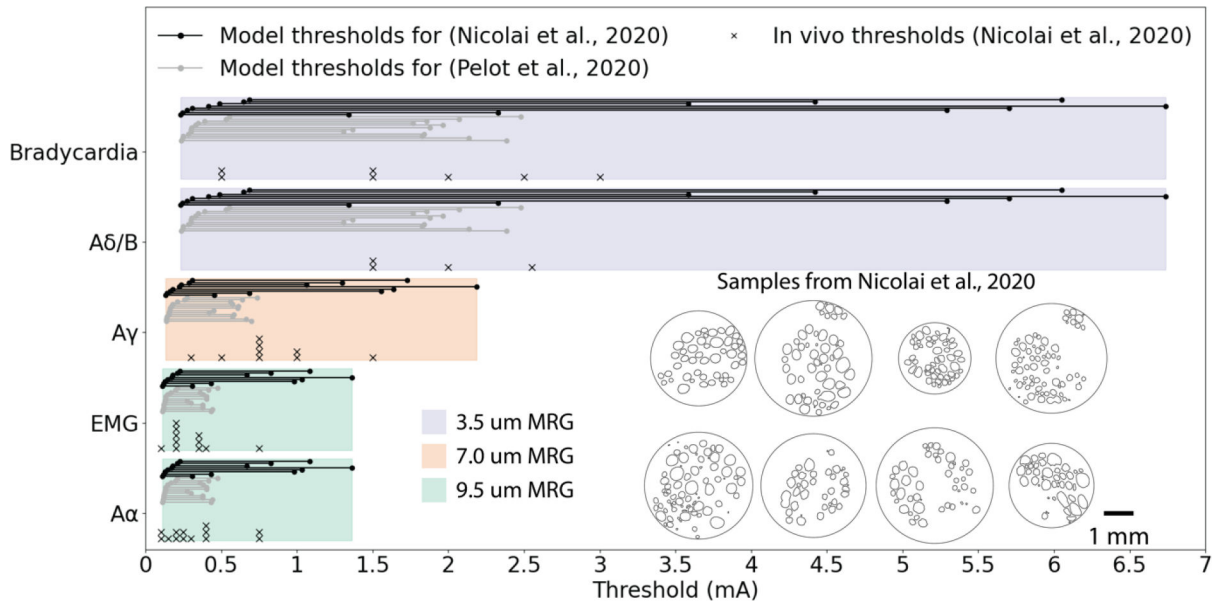 Model thresholds for (Nicolai et al., 2020)
In vivo thresholds (Nicolai et al., 2020)
Model thresholds for (Pelot et al., 2020)
Bradycardia
Aδ/B
Aγ
EMG
Aα
Samples from Nicolai et al., 2020
3.5 um MRG
7.0 um MRG
9.5 um MRG
1 mm
0 0.5 1 1.5 2 2.5 3 3.5 4 4.5 5 5.5 6 6.5 7
Threshold (mA)